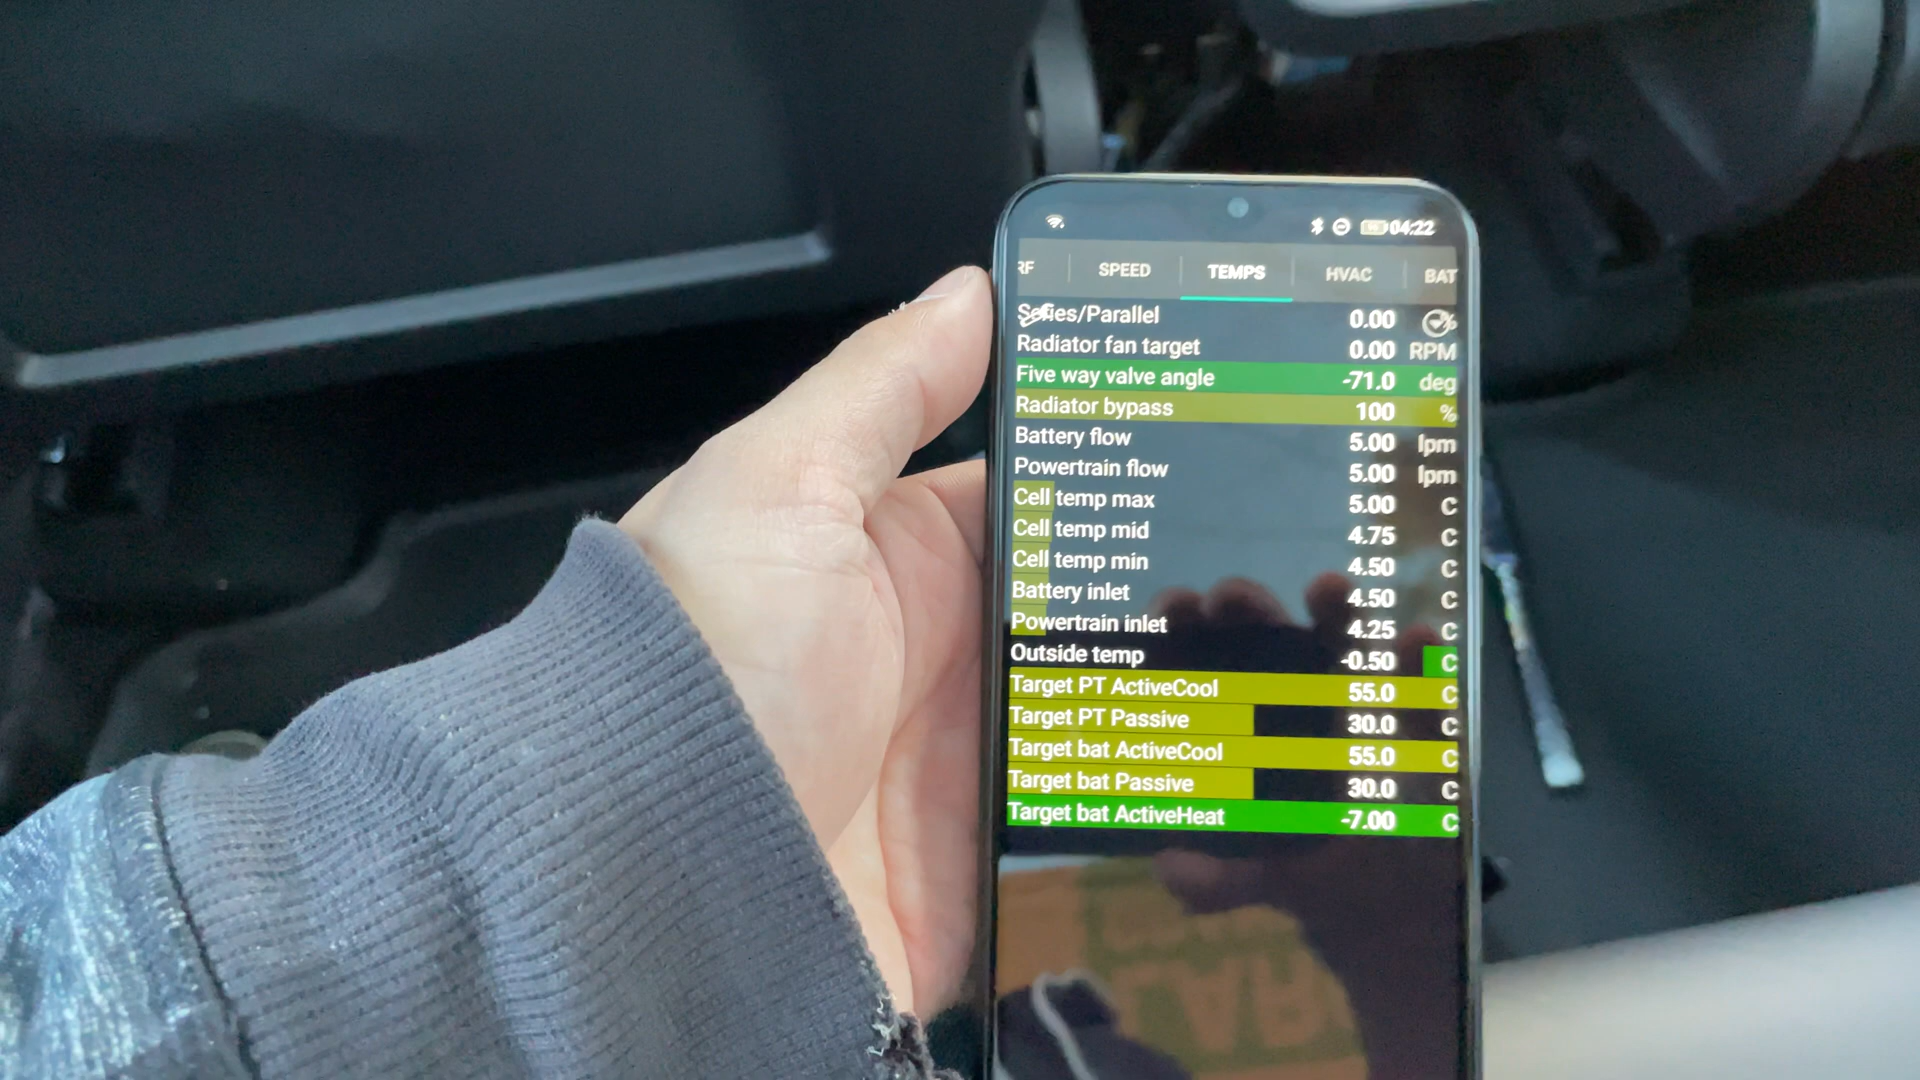 04:22
RF SPEED TEMPS HVAC BAT
Series/Parallel 0.00 %
Radiator fan target 0.00 RPM
Five way valve angle -71.0 deg
Radiator bypass 100 %
Battery flow 5.00 lpm
Powertrain flow 5.00 lpm
Cell temp max 5.00 C
Cell temp mid 4.75 C
Cell temp min 4.50 C
Battery inlet 4.50 C
Powertrain inlet 4.25 C
Outside temp -0.50 C
Target PT ActiveCool 55.0 C
Target PT Passive 30.0 C
Target bat ActiveCool 55.0 C
Target bat Passive 30.0 C
Target bat ActiveHeat -7.00 C